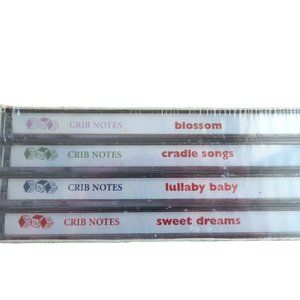 CRIB NOTES blossom
CRIB NOTES cradle songs
CRIB NOTES lullaby baby
CRIB NOTES sweet dreams